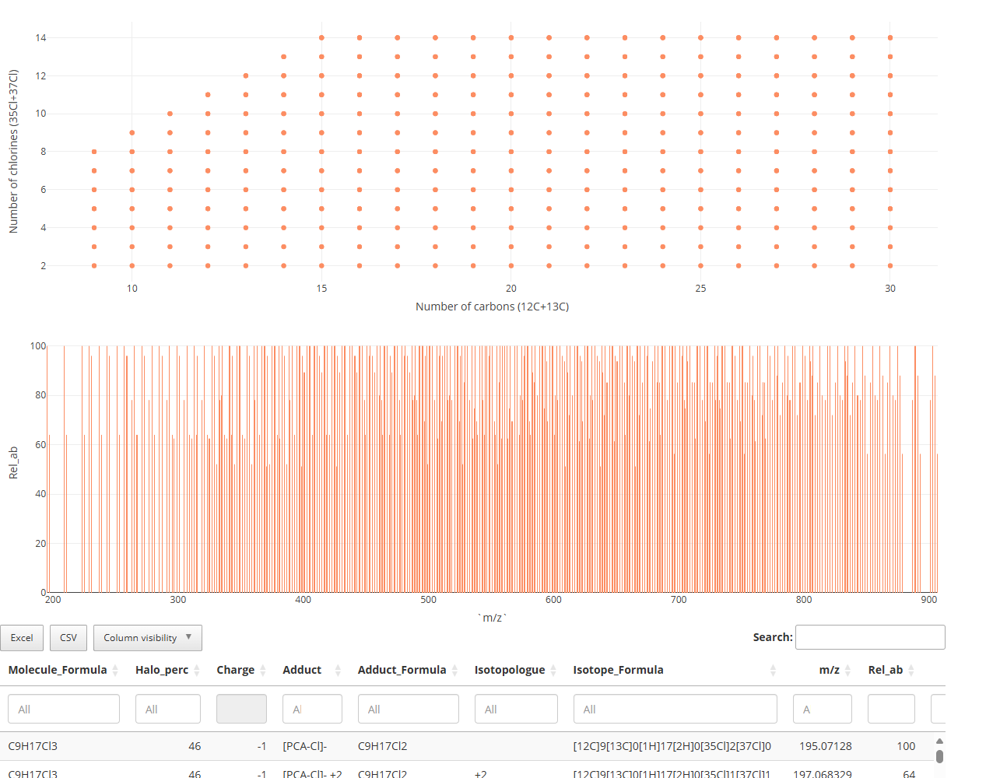 14
12
10
8
6
4
2
Number of chlorines (35Cl+37Cl)
10 15 20 25 30
Number of carbons (12C+13C)
100
80
60
40
20
0
Rel_ab
200 300 400 500 600 700 800 900
`m/z`
Excel CSV Column visibility ▼ Search:
Molecule_Formula Halo_perc Charge Adduct Adduct_Formula Isotopologue Isotope_Formula m/z Rel_ab
All All Al All All All A
C9H17Cl3 46 -1 [PCA-Cl]- C9H17Cl2 [12C]9[13C]0[1H]17[2H]0[35Cl]2[37Cl]0 195.07128 100
C9H17Cl3 46 -1 [PCA-Cl]- +2 C9H17Cl2 +2 [12C]9[13C]0[1H]17[2H]0[35Cl]1[37Cl]1 197.068329 64